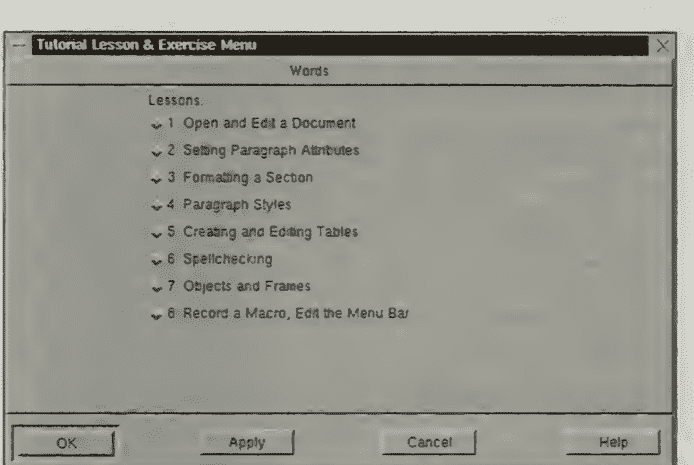 Tutorial Lesson & Exercise Menu
Words
Lessons:
1 Open and Edit a Document
2 Setting Paragraph Attributes
3 Formatting a Section
4 Paragraph Styles
5 Creating and Editing Tables
6 Spellchecking
7 Objects and Frames
8 Record a Macro, Edit the Menu Bar
OK Apply Cancel Help